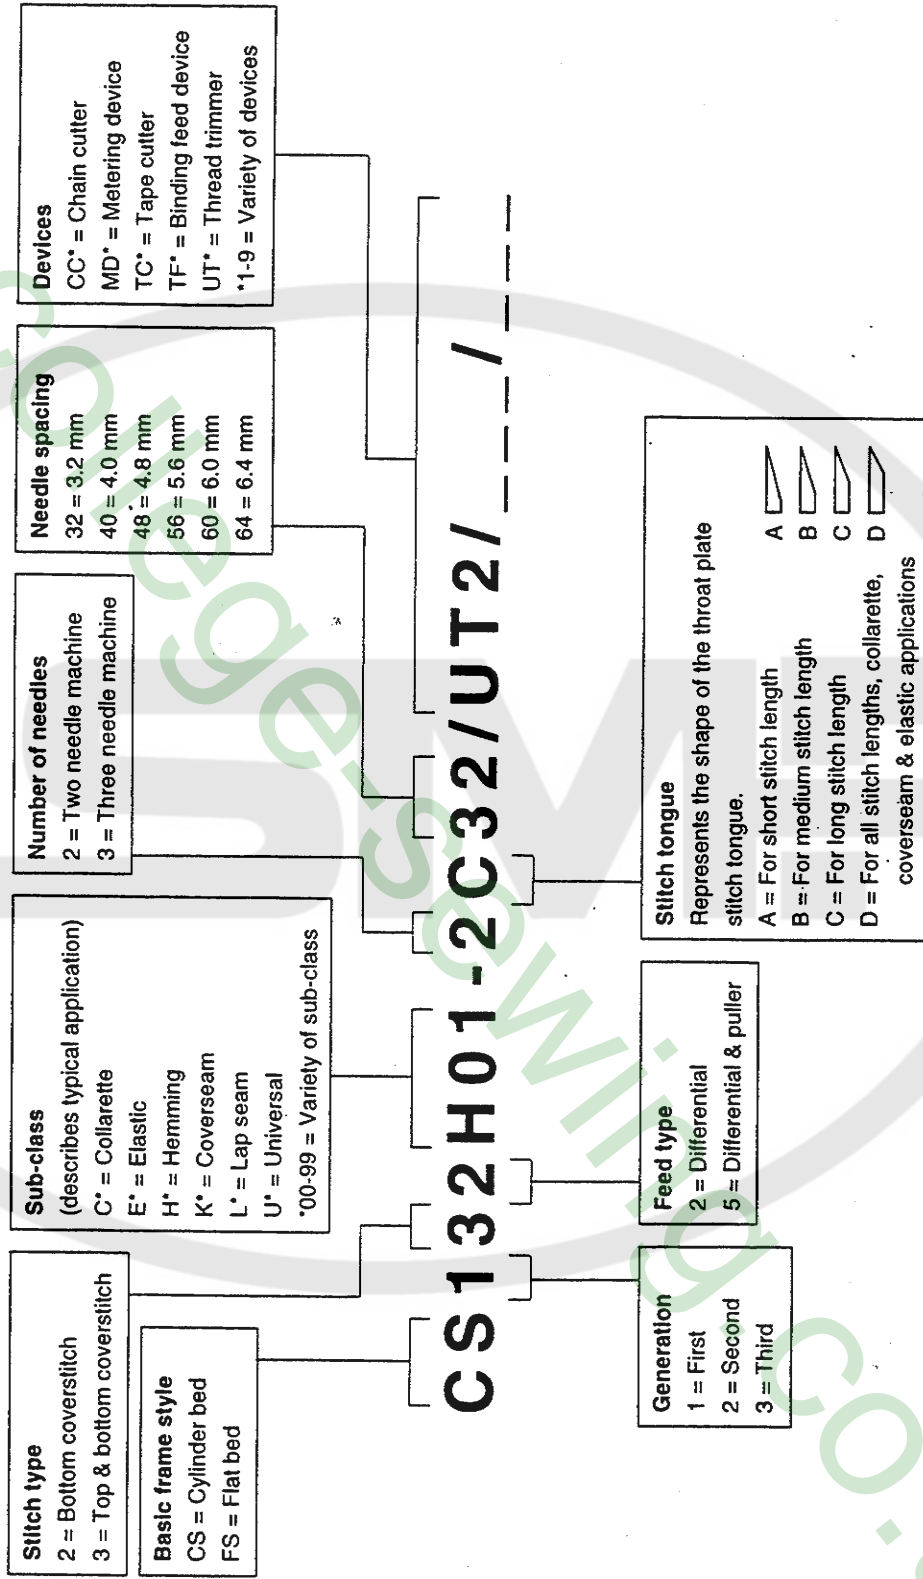 Stitch type
2 = Bottom coverstitch
3 = Top & bottom coverstitch
Basic frame style
CS = Cylinder bed
FS = Flat bed
Sub-class
(describes typical application)
C* = Collarette
E* = Elastic
H* = Hemming
K* = Coverseam
L* = Lap seam
U* = Universal
*00-99 = Variety of sub-class
Number of needles
2 = Two needle machine
3 = Three needle machine
Needle spacing
32 = 3.2 mm
40 = 4.0 mm
48 = 4.8 mm
56 = 5.6 mm
60 = 6.0 mm
64 = 6.4 mm
Devices
CC* = Chain cutter
MD* = Metering device
TC* = Tape cutter
TF* = Binding feed device
UT* = Thread trimmer
*1-9 = Variety of devices
CS132H01-2C32/UT2/_ _ _/_ _ _
Generation
1 = First
2 = Second
3 = Third
Feed type
2 = Differential
5 = Differential & puller
Stitch tongue
Represents the shape of the throat plate
stitch tongue.
A = For short stitch length
B = For medium stitch length
C = For long stitch length
D = For all stitch lengths, collarette,
coverseam & elastic applications
A
B
C
D
college-sewing.co.
SMF